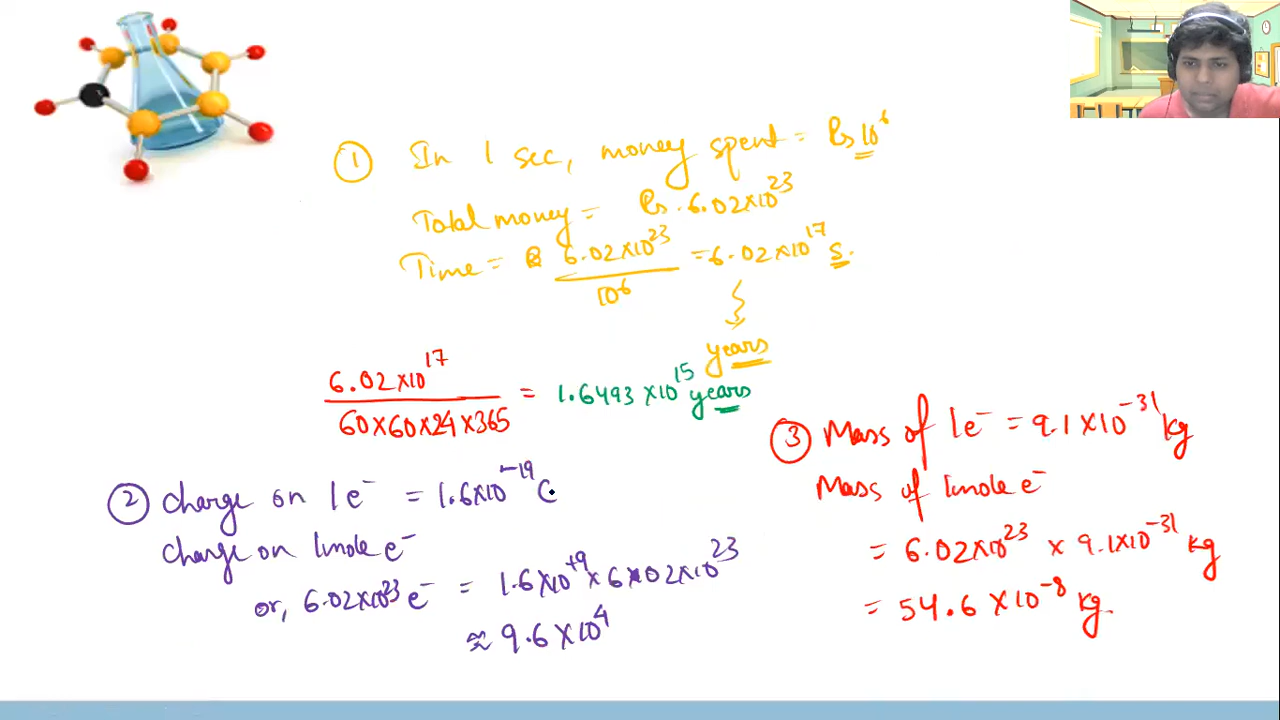 ① In 1 sec, money spent = Rs 10⁶
Total money = Rs. 6.02×10²³
Time = 6.02×10²³ / 10⁶ = 6.02×10¹⁷ s.
years
6.02×10¹⁷ / 60×60×24×365 = 1.6493×10¹⁵ years
② Charge on 1e⁻ = 1.6×10⁻¹⁹ C
Charge on 1mole e⁻
or, 6.02×10²³ e⁻ = 1.6×10⁻¹⁹ × 6.02×10²³
≈ 9.6×10⁴
③ Mass of 1e⁻ = 9.1×10⁻³¹ kg
Mass of 1mole e⁻
= 6.02×10²³ × 9.1×10⁻³¹ kg
= 54.6×10⁻⁸ kg.